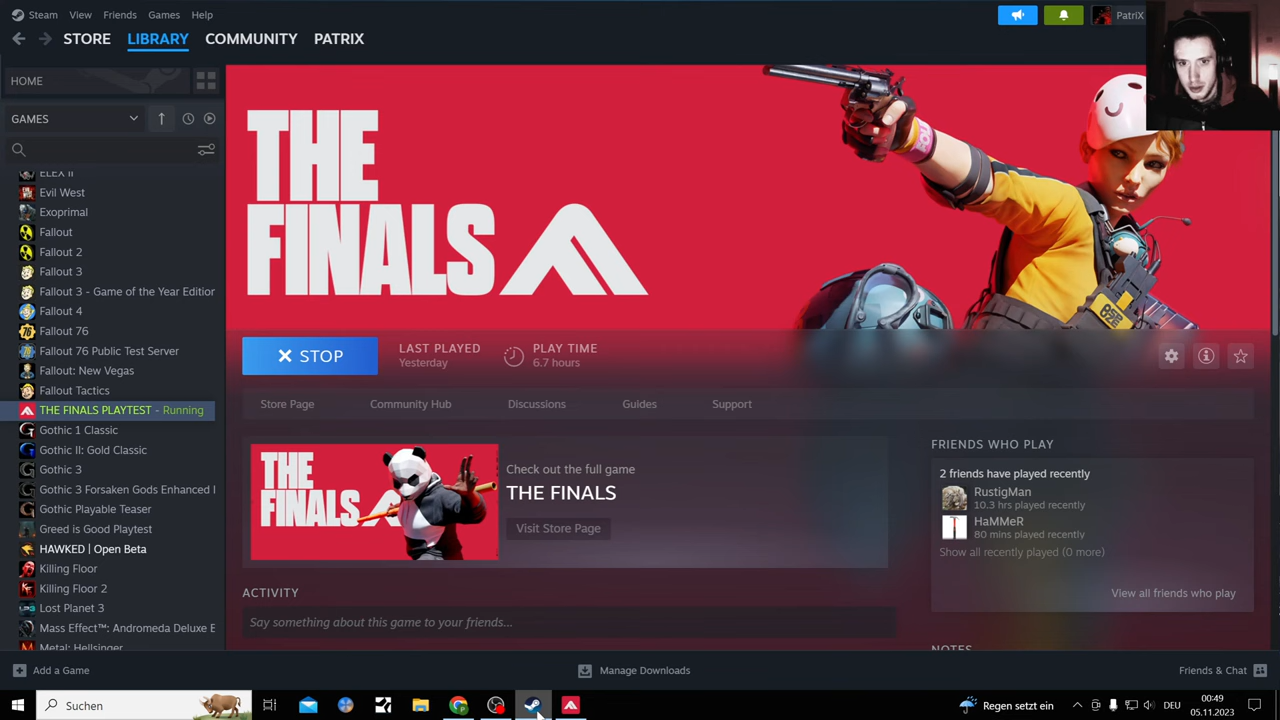 Steam View Friends Games Help
PatriX
STORE LIBRARY COMMUNITY PATRIX
HOME
GAMES
ELEX II
Evil West
Exoprimal
Fallout
Fallout 2
Fallout 3
Fallout 3 - Game of the Year Edition
Fallout 4
Fallout 76
Fallout 76 Public Test Server
Fallout: New Vegas
Fallout Tactics
THE FINALS PLAYTEST - Running
Gothic 1 Classic
Gothic II: Gold Classic
Gothic 3
Gothic 3 Forsaken Gods Enhanced
Gothic Playable Teaser
Greed is Good Playtest
HAWKED | Open Beta
Killing Floor
Killing Floor 2
Lost Planet 3
Mass Effect™: Andromeda Deluxe E
Metal: Hellsinger
THE
FINALS
STOP
LAST PLAYED
Yesterday
PLAY TIME
6.7 hours
Store Page Community Hub Discussions Guides Support
THE
FINALS
Check out the full game
THE FINALS
Visit Store Page
ACTIVITY
Say something about this game to your friends...
FRIENDS WHO PLAY
2 friends have played recently
RustigMan
10.3 hrs played recently
HaMMeR
80 mins played recently
Show all recently played (0 more)
View all friends who play
NOTES
Add a Game
Manage Downloads
Friends & Chat
Suchen
Regen setzt ein
DEU
00:49
05.11.2023